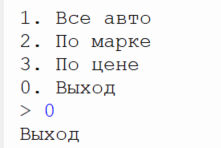 1. Все авто
2. По марке
3. По цене
0. Выход
> 0
Выход